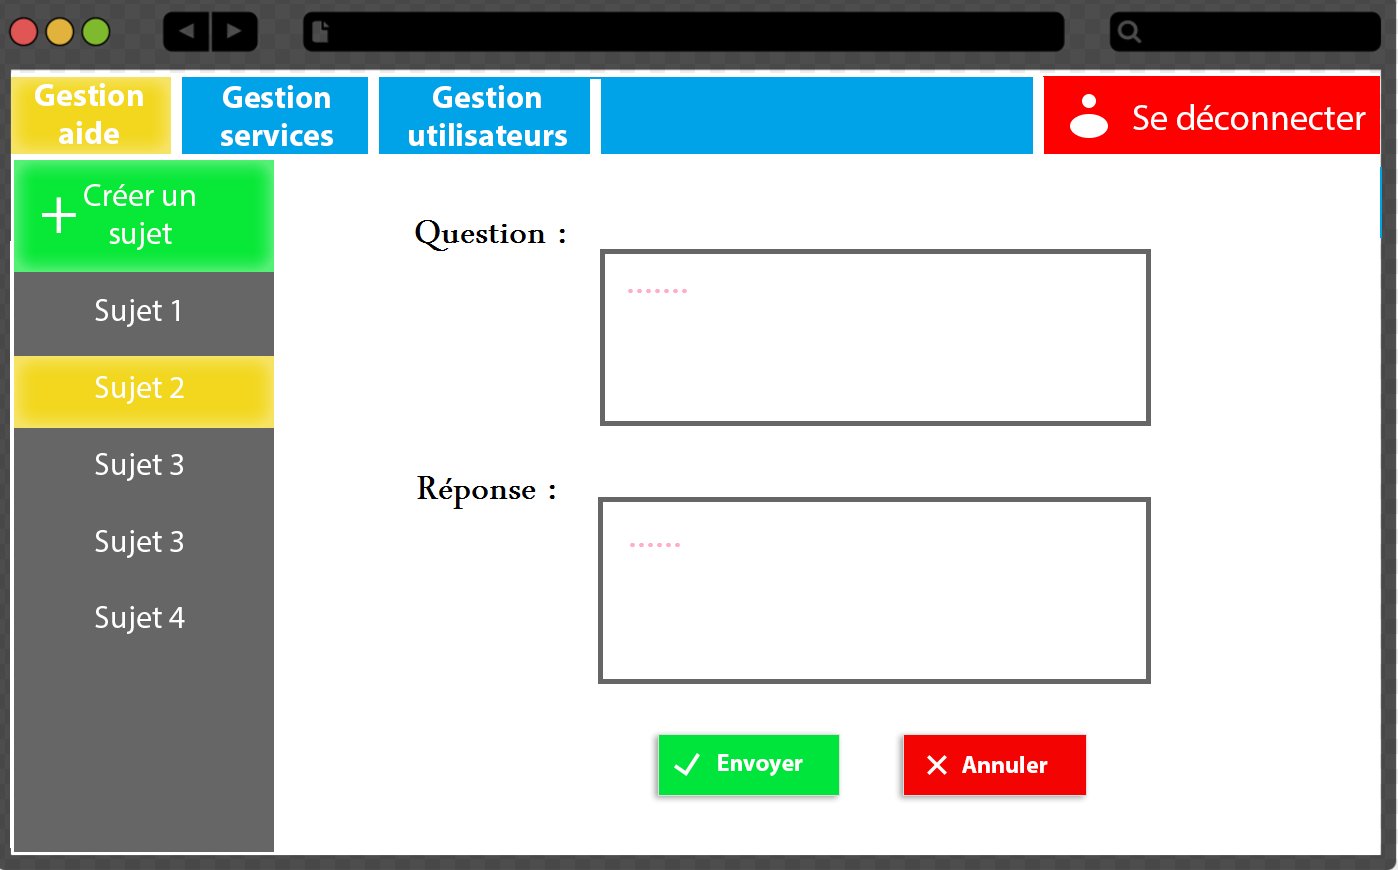 Gestion
aide
Gestion
services
Gestion
utilisateurs
Se déconnecter
Créer un
sujet
Sujet 1
Sujet 2
Sujet 3
Sujet 3
Sujet 4
Question :
.......
Réponse :
......
Envoyer
Annuler